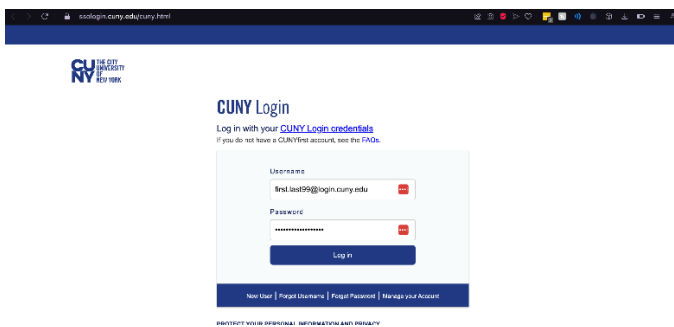 ssologin.cuny.edu/cuny.html
CU THE CITY
UNIVERSITY
OF
NY NEW YORK
CUNY Login
Log in with your CUNY Login credentials
If you do not have a CUNYfirst account, see the FAQs.
Username
first.last99@login.cuny.edu
Password
••••••••••••••••••
Log in
New User | Forgot Username | Forgot Password | Manage your Account
PROTECT YOUR PERSONAL INFORMATION AND PRIVACY